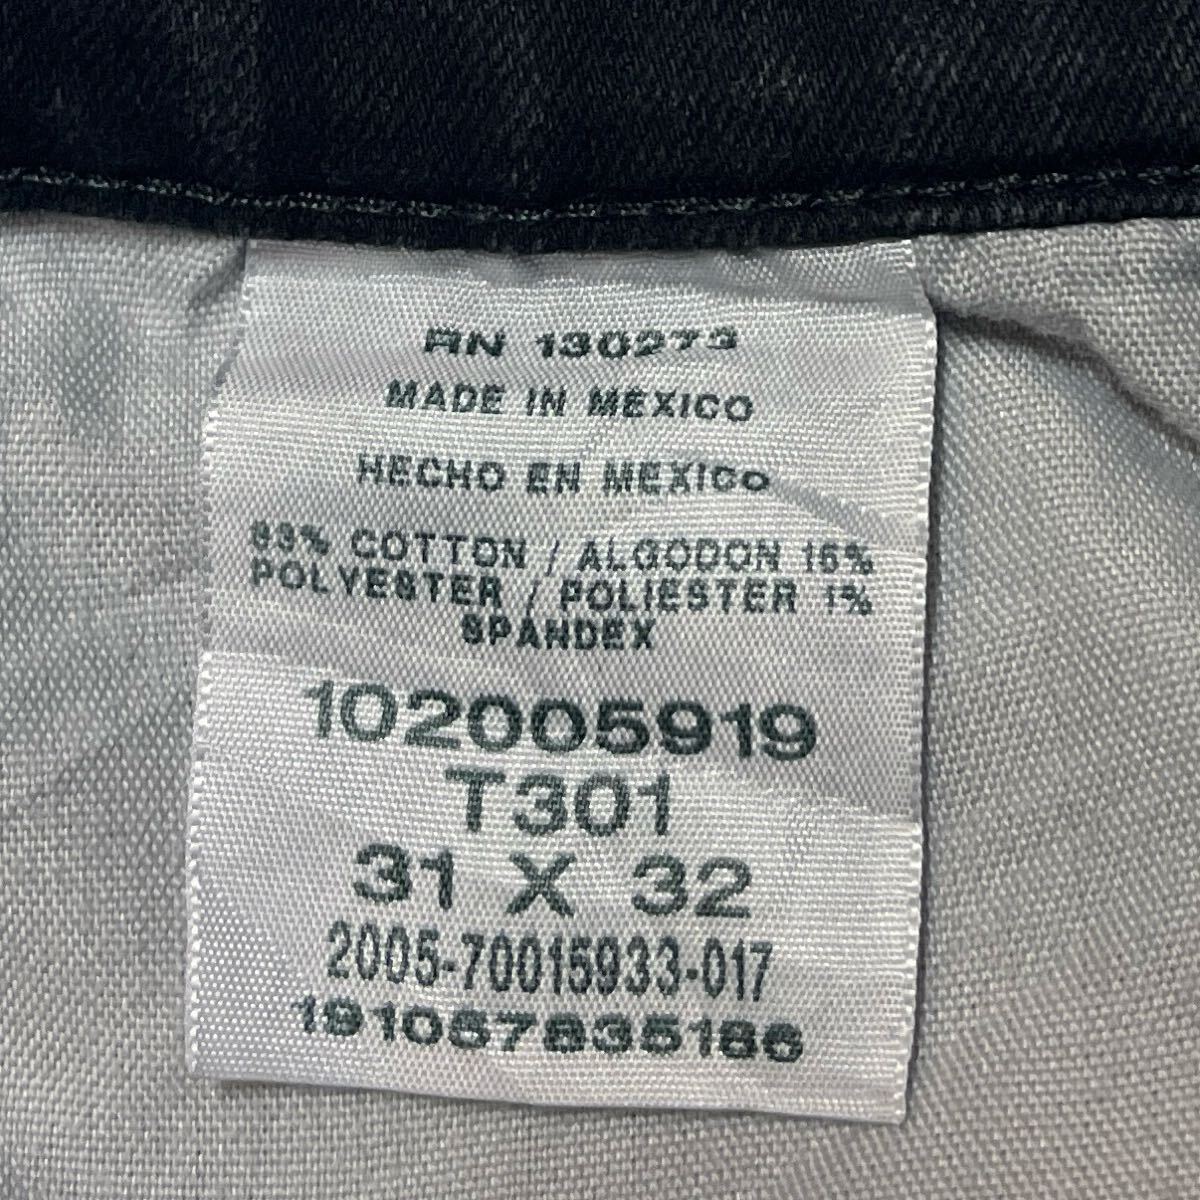 RN 130273
MADE IN MEXICO
HECHO EN MEXICO
83% COTTON / ALGODON 16%
POLYESTER / POLIESTER 1%
SPANDEX
102005919
T301
31 X 32
2005-70015933-017
191057835186